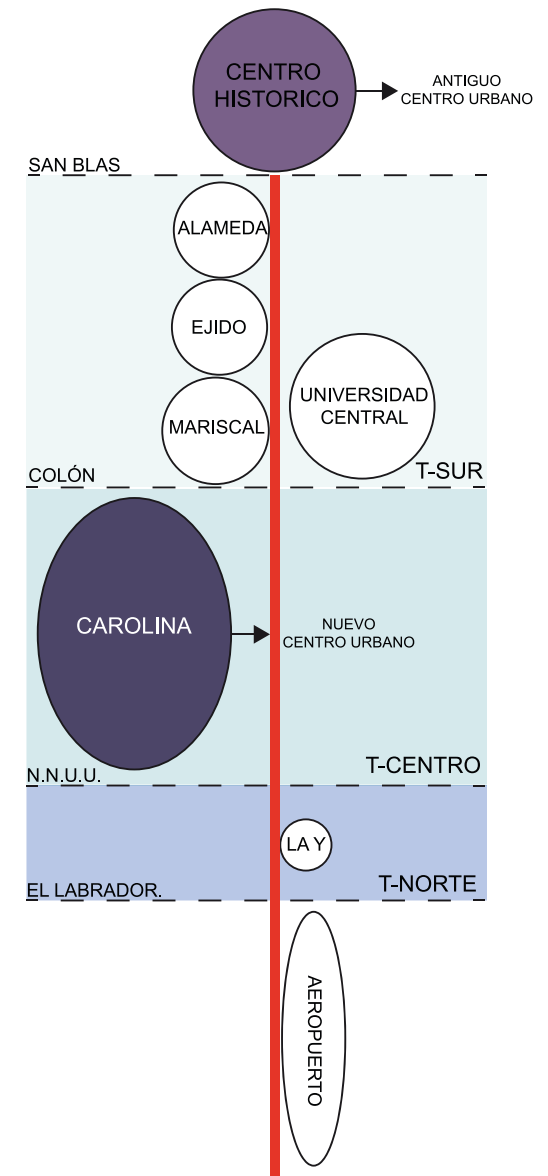 CENTRO
HISTORICO
ANTIGUO
CENTRO URBANO
SAN BLAS
ALAMEDA
EJIDO
UNIVERSIDAD
CENTRAL
MARISCAL
T-SUR
COLÓN
CAROLINA
NUEVO
CENTRO URBANO
T-CENTRO
N.N.U.U.
LA Y
T-NORTE
EL LABRADOR.
AEROPUERTO